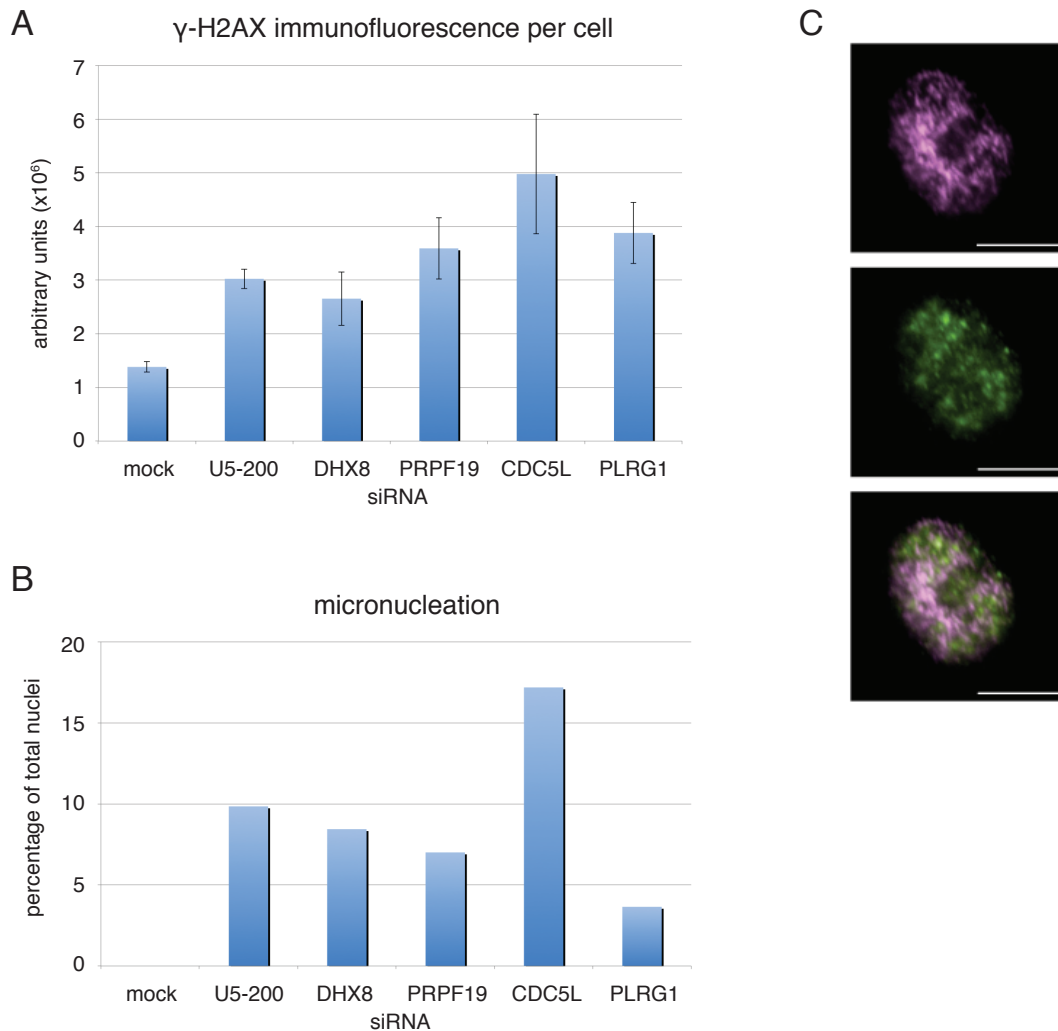 A
γ-H2AX immunofluorescence per cell
arbitrary units (x10⁶)
7
6
5
4
3
2
1
0
mock U5-200 DHX8 PRPF19 CDC5L PLRG1
siRNA
B
micronucleation
percentage of total nuclei
20
15
10
5
0
mock U5-200 DHX8 PRPF19 CDC5L PLRG1
siRNA
C